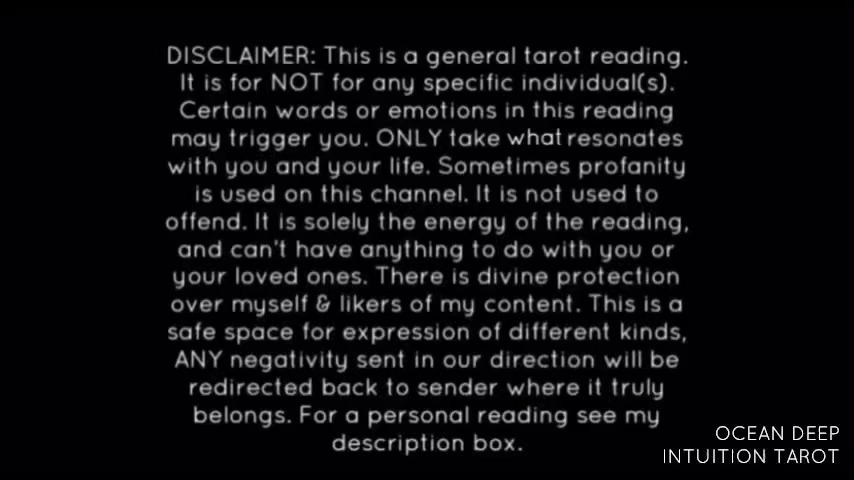 DISCLAIMER: This is a general tarot reading.
It is for NOT for any specific individual(s).
Certain words or emotions in this reading
may trigger you. ONLY take what resonates
with you and your life. Sometimes profanity
is used on this channel. It is not used to
offend. It is solely the energy of the reading,
and can't have anything to do with you or
your loved ones. There is divine protection
over myself & likers of my content. This is a
safe space for expression of different kinds,
ANY negativity sent in our direction will be
redirected back to sender where it truly
belongs. For a personal reading see my
description box.
OCEAN DEEP
INTUITION TAROT